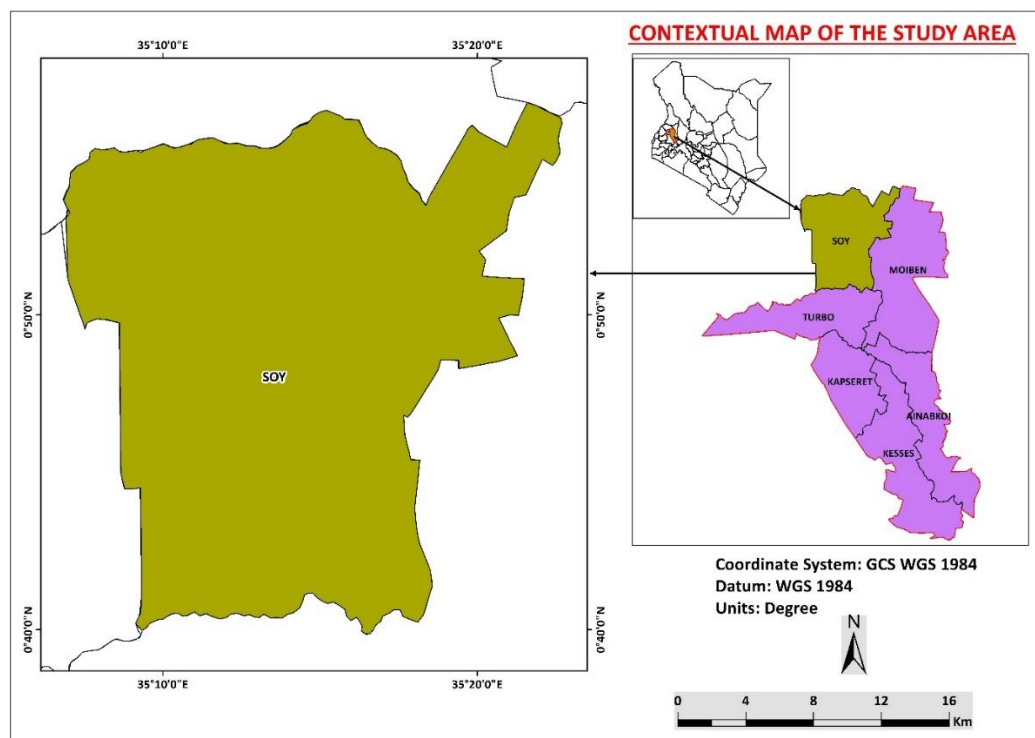 CONTEXTUAL MAP OF THE STUDY AREA
35°10'0"E
35°20'0"E
0°50'0"N
0°50'0"N
SOY
0°40'0"N
0°40'0"N
35°10'0"E
35°20'0"E
SOY
MOIBEN
TURBO
KAPSERET
AINABKOI
KESSES
Coordinate System: GCS WGS 1984
Datum: WGS 1984
Units: Degree
N
0 4 8 12 16
Km